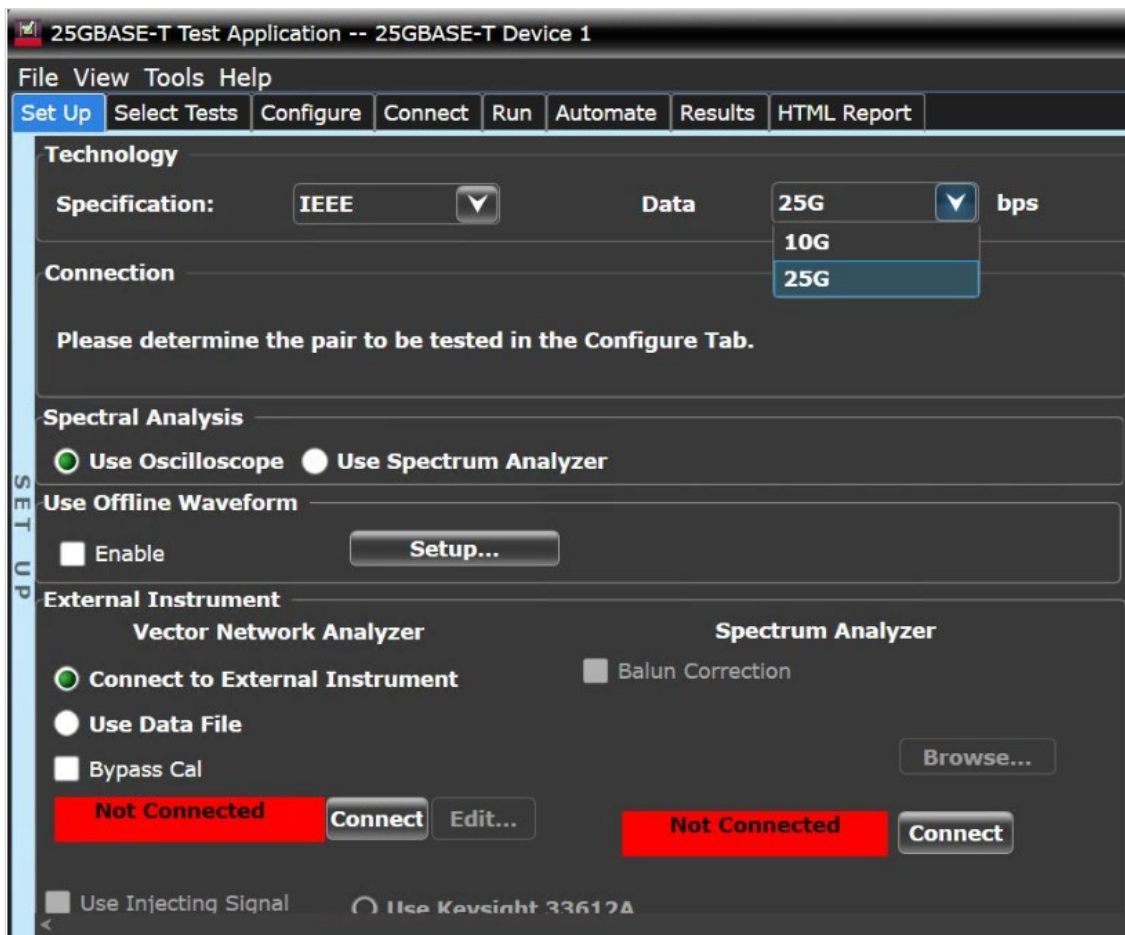 25GBASE-T Test Application -- 25GBASE-T Device 1
File View Tools Help
Set Up Select Tests Configure Connect Run Automate Results HTML Report
Technology
Specification: IEEE Data 25G bps
10G
25G
Connection
Please determine the pair to be tested in the Configure Tab.
Spectral Analysis
Use Oscilloscope Use Spectrum Analyzer
Use Offline Waveform
Enable Setup...
SET UP
External Instrument
Vector Network Analyzer Spectrum Analyzer
Connect to External Instrument Balun Correction
Use Data File
Browse...
Bypass Cal
Not Connected Connect Edit... Not Connected Connect
Use Injecting Signal Use Keysight 33612A